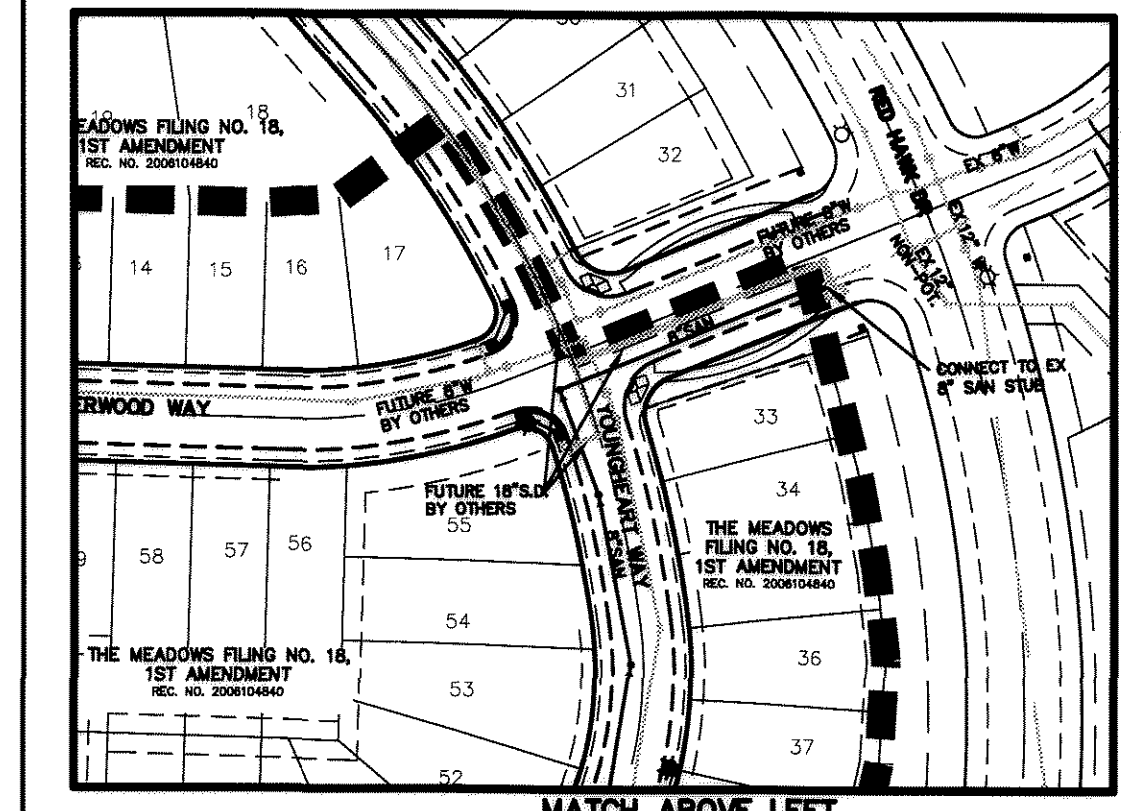 31
32
RED HAWK DR
EX 8"W
18
EADOWS FILING NO. 18,
1ST AMENDMENT
REC. NO. 2006104840
FUTURE 8"W
BY OTHERS
EX 12" W
EX 12"
NON-POT.
14
15
16
17
8"SAN
CONNECT TO EX
8" SAN STUB
ERWOOD WAY
FUTURE 8"W
BY OTHERS
YOUNGHEART WAY
33
34
FUTURE 18"S.D.
BY OTHERS
55
8"SAN
THE MEADOWS
FILING NO. 18,
1ST AMENDMENT
REC. NO. 2006104840
58
57
56
54
THE MEADOWS FILING NO. 18,
1ST AMENDMENT
REC. NO. 2006104840
53
36
37
52
MATCH ABOVE LEFT